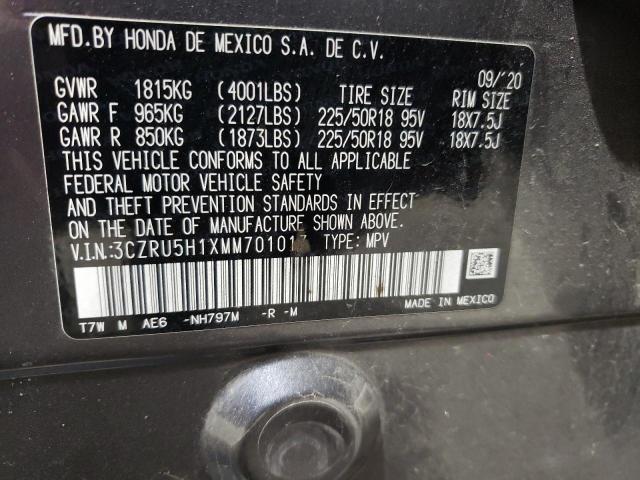 MFD.BY HONDA DE MEXICO S.A. DE C.V.
09/'20
GVWR 1815KG (4001LBS) TIRE SIZE RIM SIZE
GAWR F 965KG (2127LBS) 225/50R18 95V 18X7.5J
GAWR R 850KG (1873LBS) 225/50R18 95V 18X7.5J
THIS VEHICLE CONFORMS TO ALL APPLICABLE
FEDERAL MOTOR VEHICLE SAFETY
AND THEFT PREVENTION STANDARDS IN EFFECT
ON THE DATE OF MANUFACTURE SHOWN ABOVE.
V.I.N.:3CZRU5H1XMM701017 TYPE: MPV
MADE IN MEXICO
T7W M AE6 -NH797M -R -M